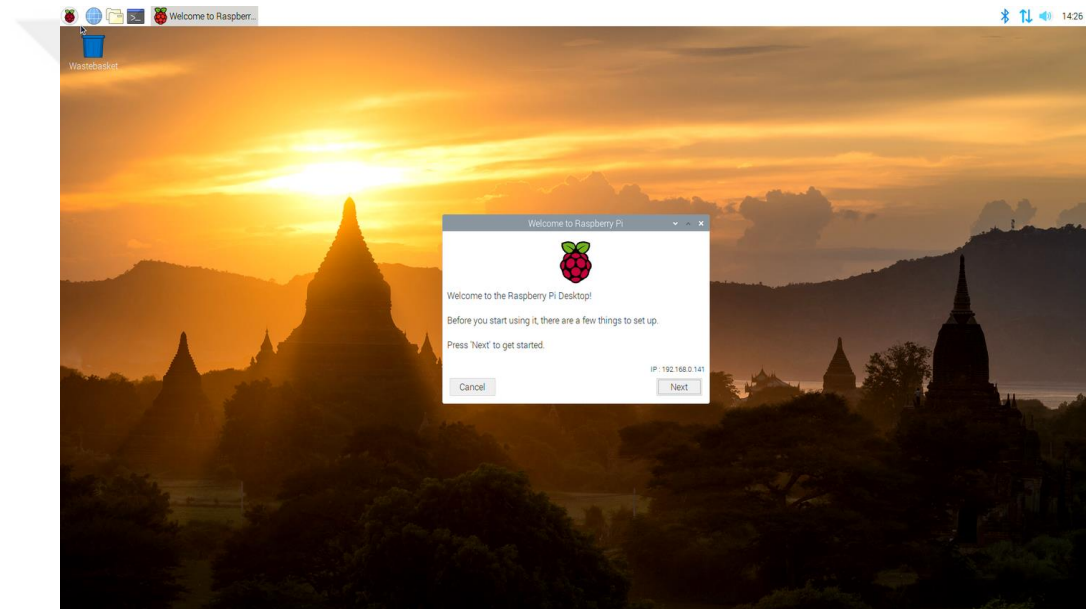 Welcome to Raspberr...
14:26
Wastebasket
Welcome to Raspberry Pi
Welcome to the Raspberry Pi Desktop!
Before you start using it, there are a few things to set up.
Press 'Next' to get started.
IP : 192.168.0.141
Cancel
Next